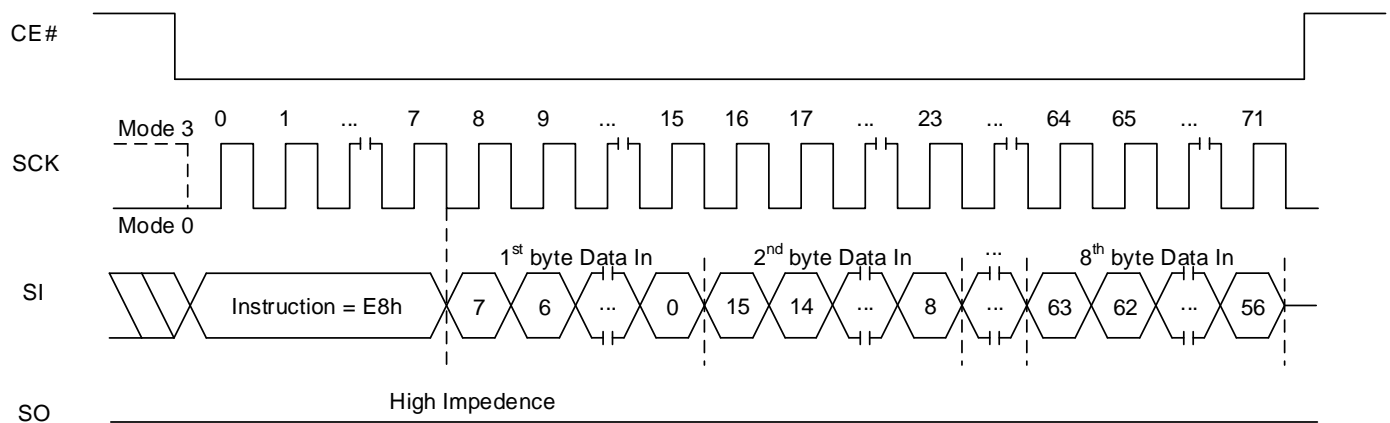 CE#
0 1 ... 7 8 9 ... 15 16 17 ... 23 ... 64 65 ... 71
Mode 3
SCK
Mode 0
1st byte Data In 2nd byte Data In ... 8th byte Data In
SI
Instruction = E8h 7 6 ... 0 15 14 ... 8 ... 63 62 ... 56
High Impedence
SO